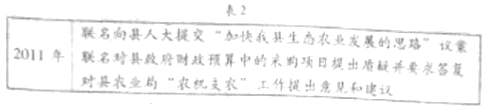 表2
2011年
联名向县人大提交“加快我县生态农业发展的思路”议案
联名对县政府财政预算中的采购项目提出质疑并要求答复
对县农业局“农机支农”工作提出意见和建议